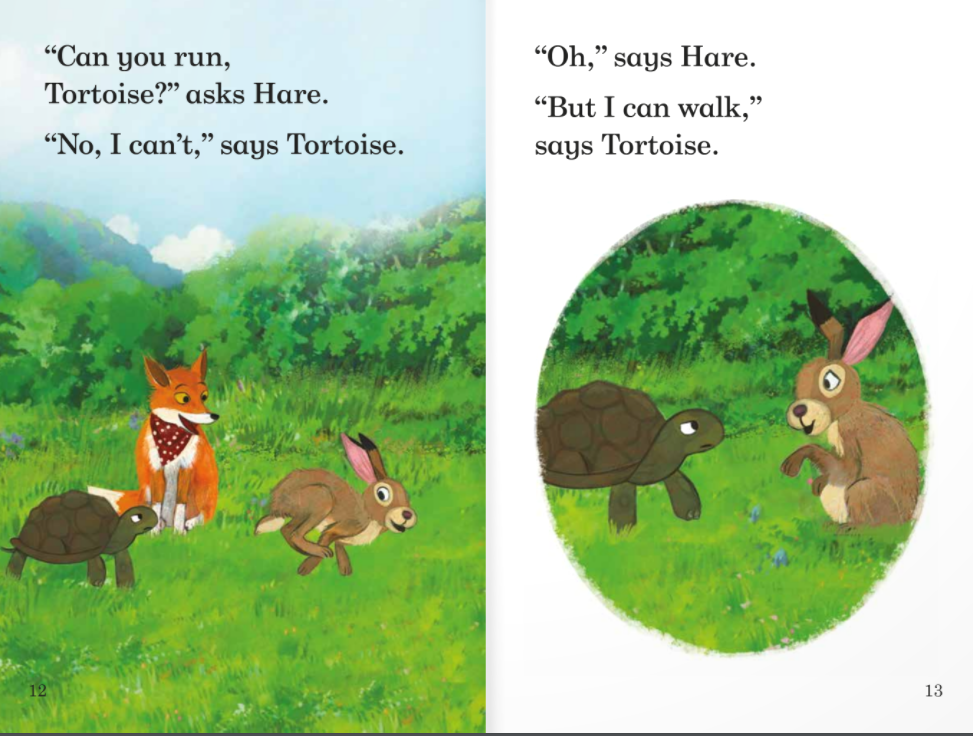 “Can you run,
Tortoise?” asks Hare.
“No, I can’t,” says Tortoise.
12
“Oh,” says Hare.
“But I can walk,”
says Tortoise.
13